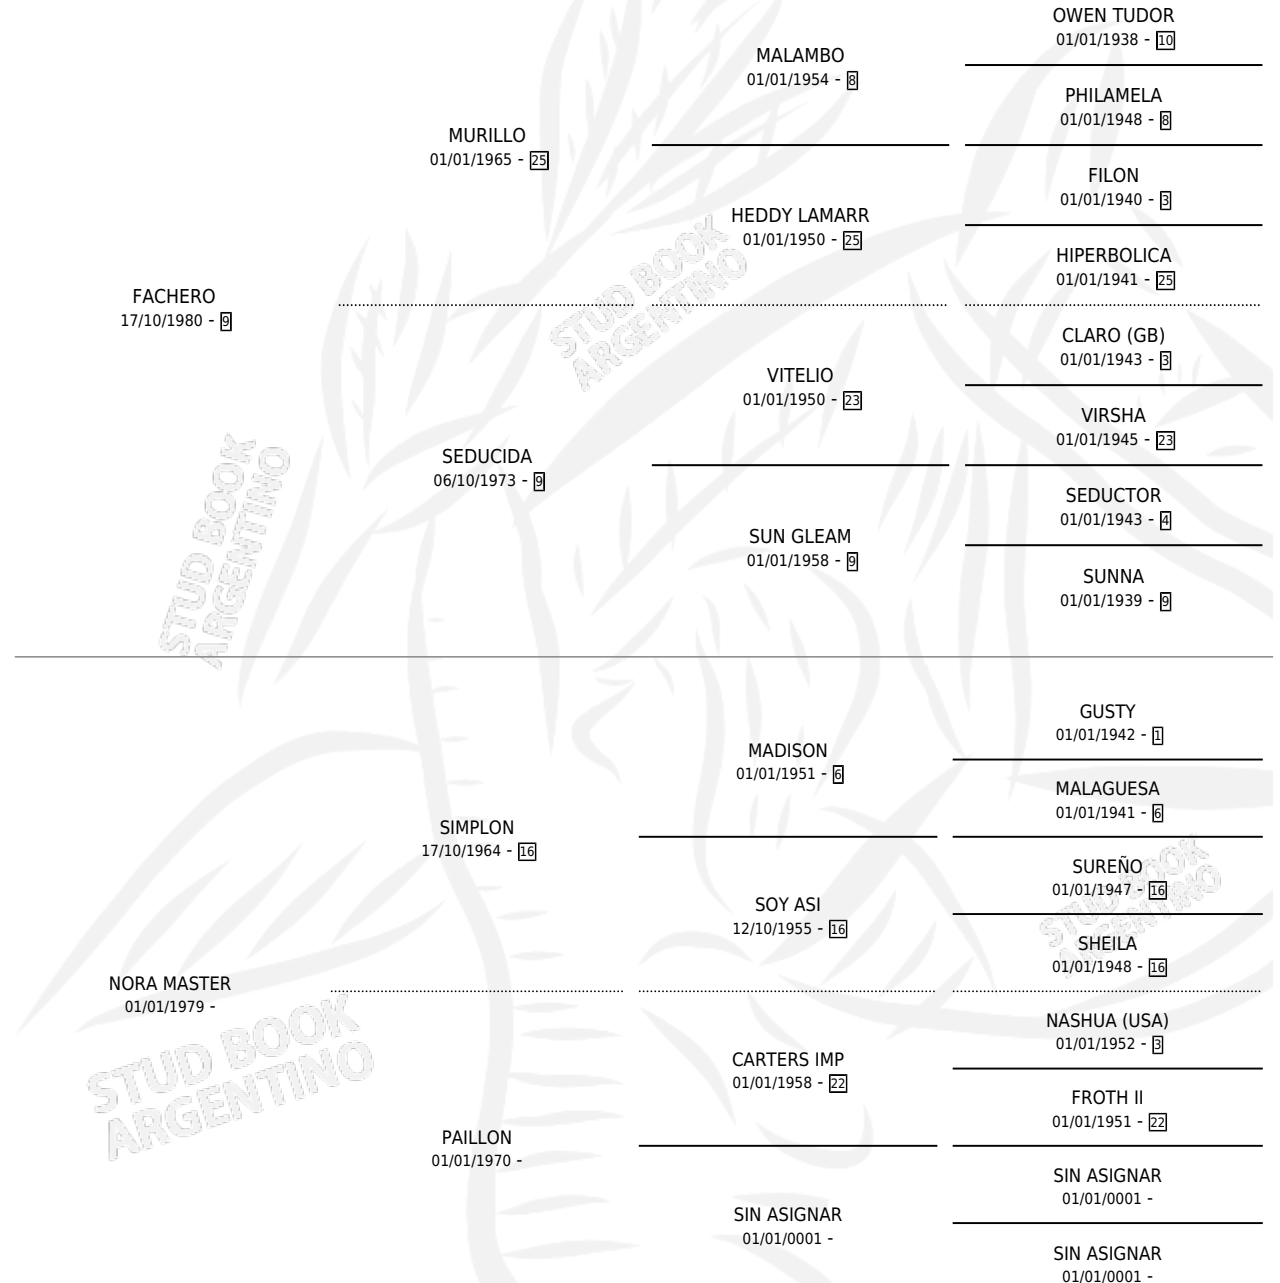 OWEN TUDOR
01/01/1938 - 10
MALAMBO
01/01/1954 - 8
PHILAMELA
01/01/1948 - 8
MURILLO
01/01/1965 - 25
FILON
01/01/1940 - 3
HEDDY LAMARR
01/01/1950 - 25
HIPERBOLICA
01/01/1941 - 25
FACHERO
17/10/1980 - 9
STUD BOOK
ARGENTINO
CLARO (GB)
01/01/1943 - 3
VITELIO
01/01/1950 - 23
VIRSHA
01/01/1945 - 23
SEDUCIDA
06/10/1973 - 9
SEDUCTOR
01/01/1943 - 4
SUN GLEAM
01/01/1958 - 9
SUNNA
01/01/1939 - 9
STUD BOOK
ARGENTINO
GUSTY
01/01/1942 - 1
MADISON
01/01/1951 - 6
MALAGUESA
01/01/1941 - 6
SIMPLON
17/10/1964 - 16
SUREÑO
01/01/1947 - 16
SOY ASI
12/10/1955 - 16
SHEILA
01/01/1948 - 16
STUD BOOK
ARGENTINO
NORA MASTER
01/01/1979 -
NASHUA (USA)
01/01/1952 - 3
CARTERS IMP
01/01/1958 - 22
FROTH II
01/01/1951 - 22
STUD BOOK
ARGENTINO
PAILLON
01/01/1970 -
SIN ASIGNAR
01/01/0001 -
SIN ASIGNAR
01/01/0001 -
SIN ASIGNAR
01/01/0001 -